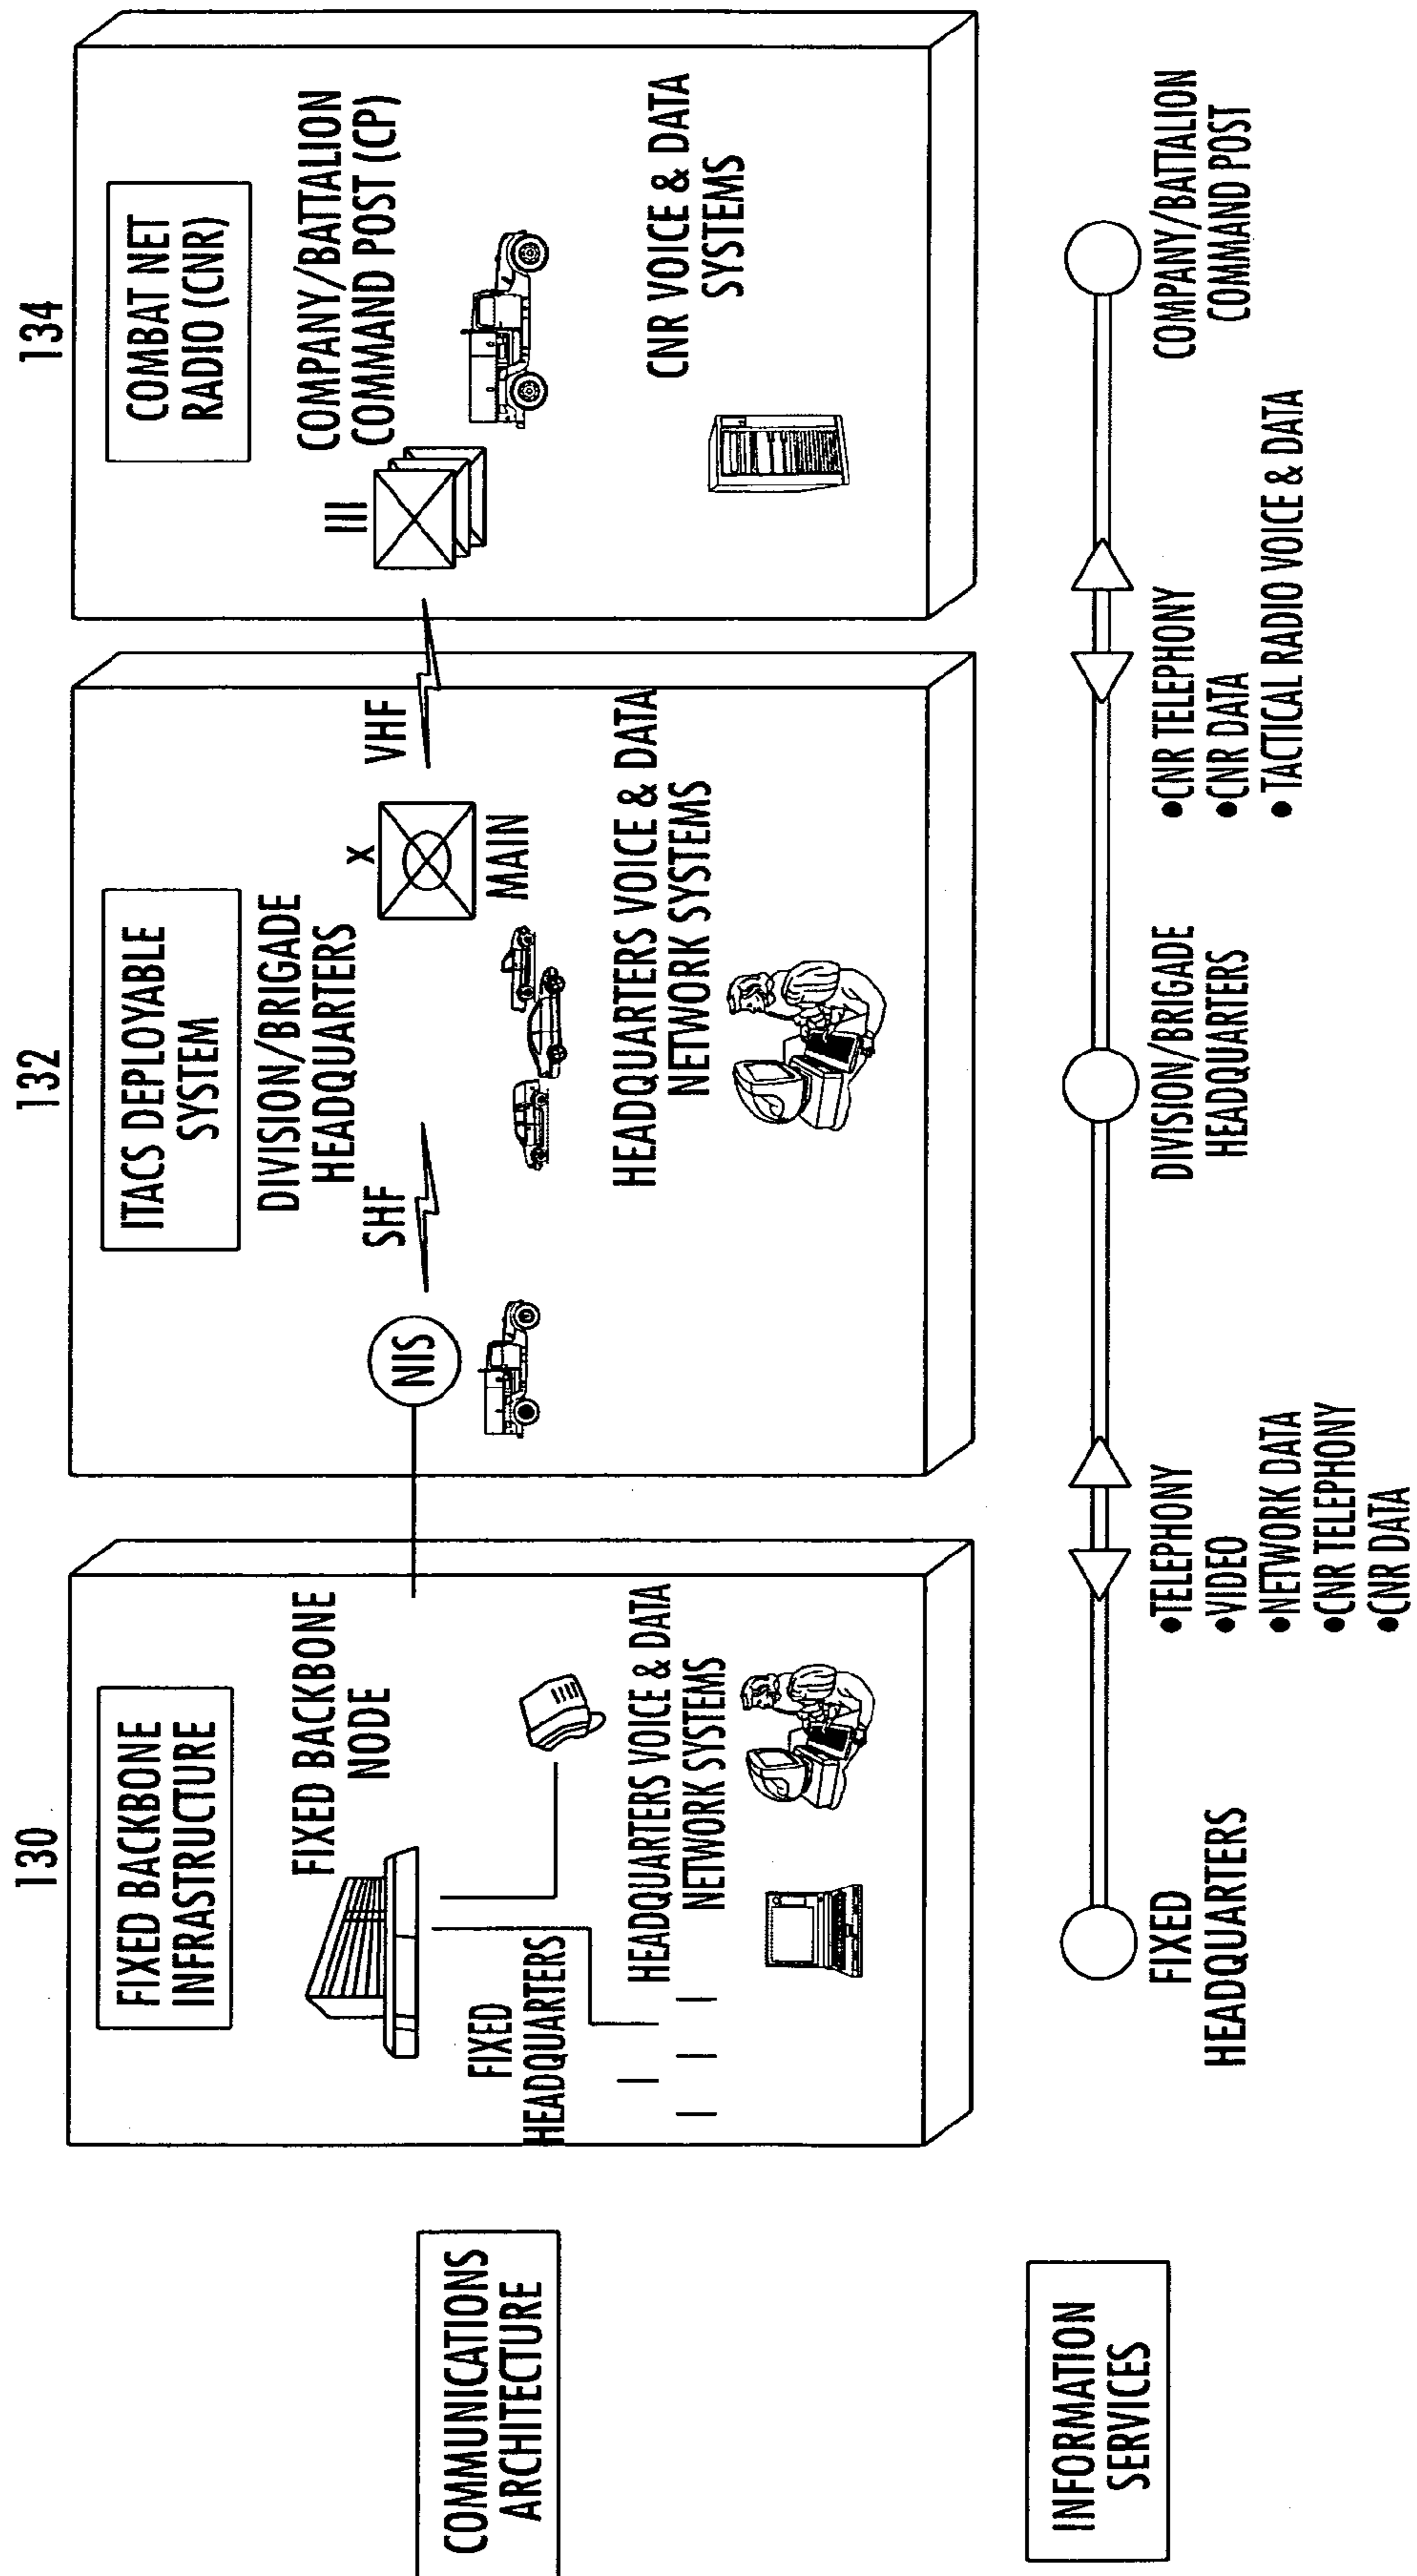 130
FIXED BACKBONE
INFRASTRUCTURE
FIXED BACKBONE
NODE
FIXED
HEADQUARTERS
HEADQUARTERS VOICE & DATA
NETWORK SYSTEMS
132
ITACS DEPLOYABLE
SYSTEM
DIVISION/BRIGADE
HEADQUARTERS
NIS
SHF
X
MAIN
VHF
HEADQUARTERS VOICE & DATA
NETWORK SYSTEMS
134
COMBAT NET
RADIO (CNR)
COMPANY/BATTALION
COMMAND POST (CP)
III
CNR VOICE & DATA
SYSTEMS
COMMUNICATIONS
ARCHITECTURE
INFORMATION
SERVICES
FIXED
HEADQUARTERS
•TELEPHONY
•VIDEO
•NETWORK DATA
•CNR TELEPHONY
•CNR DATA
DIVISION/BRIGADE
HEADQUARTERS
•CNR TELEPHONY
•CNR DATA
• TACTICAL RADIO VOICE & DATA
COMPANY/BATTALION
COMMAND POST